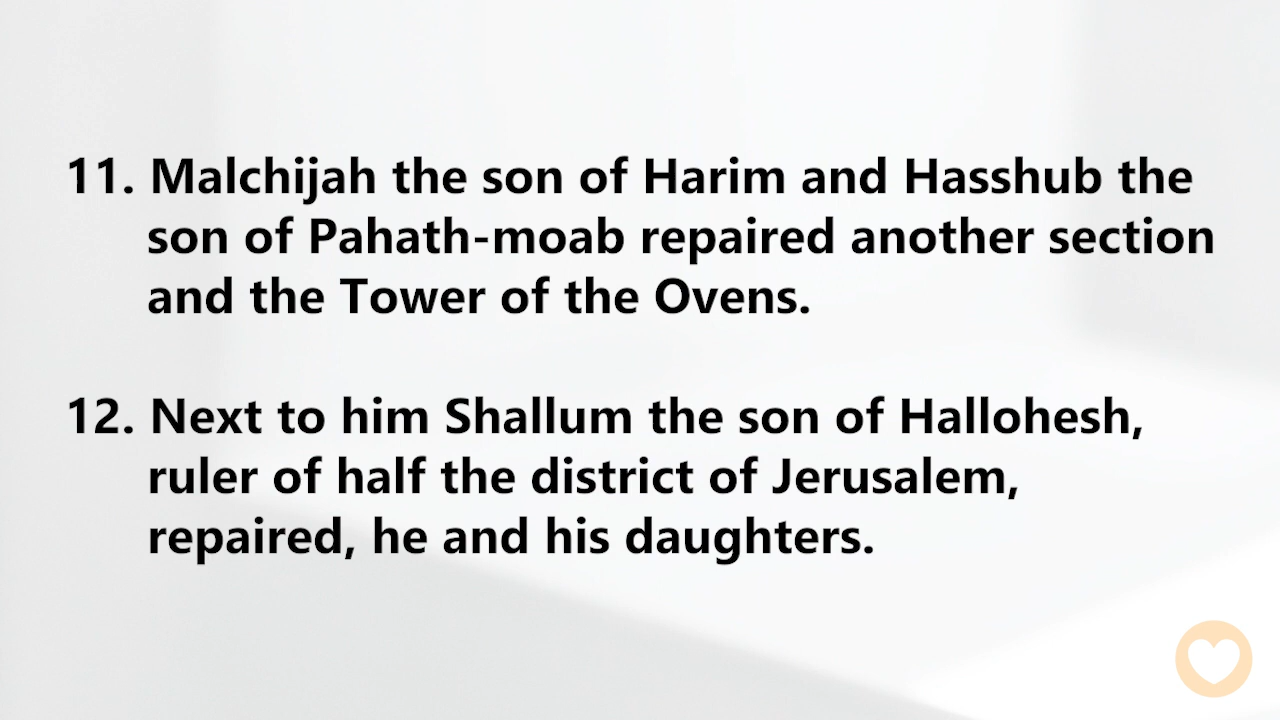 11. Malchijah the son of Harim and Hasshub the
son of Pahath-moab repaired another section
and the Tower of the Ovens.
12. Next to him Shallum the son of Hallohesh,
ruler of half the district of Jerusalem,
repaired, he and his daughters.